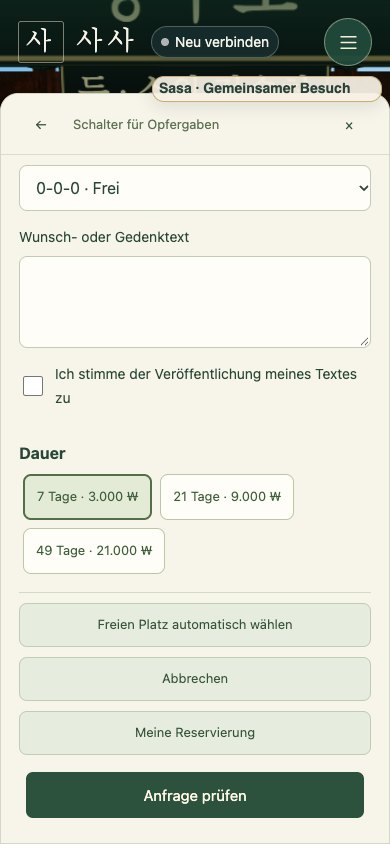 사 사사
Neu verbinden
Sasa · Gemeinsamer Besuch
← Schalter für Opfergaben ×
0-0-0 · Frei
Wunsch- oder Gedenktext
Ich stimme der Veröffentlichung meines Textes
zu
Dauer
7 Tage · 3.000 ₩
21 Tage · 9.000 ₩
49 Tage · 21.000 ₩
Freien Platz automatisch wählen
Abbrechen
Meine Reservierung
Anfrage prüfen